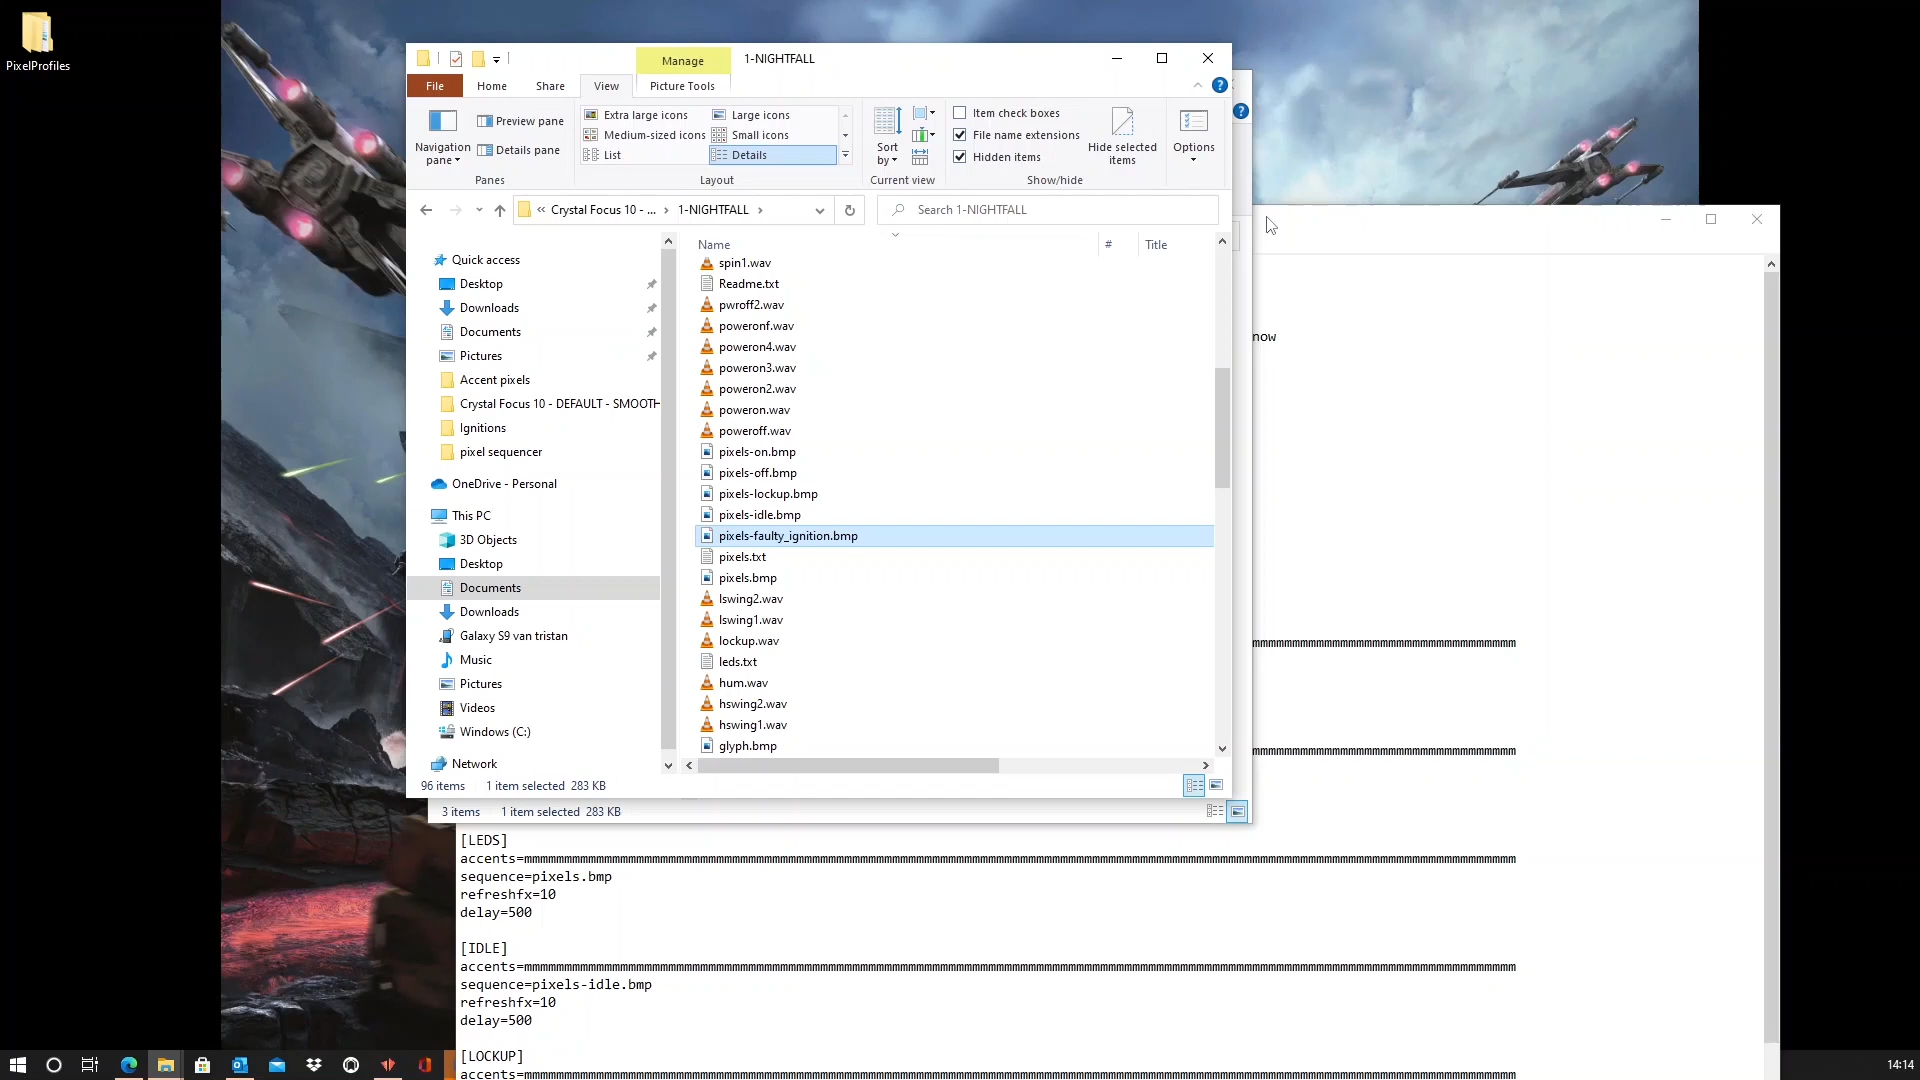 PixelProfiles
Manage
1-NIGHTFALL
File
Home
Share
View
Picture Tools
Navigation pane
Preview pane
Details pane
Panes
Extra large icons
Large icons
Medium-sized icons
Small icons
List
Details
Layout
Sort by
Current view
Item check boxes
File name extensions
Hidden items
Hide selected items
Show/hide
Options
« Crystal Focus 10 - ... › 1-NIGHTFALL ›
Search 1-NIGHTFALL
Quick access
Desktop
Downloads
Documents
Pictures
Accent pixels
Crystal Focus 10 - DEFAULT - SMOOTH
Ignitions
pixel sequencer
OneDrive - Personal
This PC
3D Objects
Desktop
Documents
Downloads
Galaxy S9 van tristan
Music
Pictures
Videos
Windows (C:)
Network
Name
#
Title
spin1.wav
Readme.txt
pwroff2.wav
poweronf.wav
poweron4.wav
poweron3.wav
poweron2.wav
poweron.wav
poweroff.wav
pixels-on.bmp
pixels-off.bmp
pixels-lockup.bmp
pixels-idle.bmp
pixels-faulty_ignition.bmp
pixels.txt
pixels.bmp
lswing2.wav
lswing1.wav
lockup.wav
leds.txt
hum.wav
hswing2.wav
hswing1.wav
glyph.bmp
96 items
1 item selected 283 KB
3 items
1 item selected 283 KB
[LEDS]
sequence=pixels.bmp
refreshfx=10
delay=500
[IDLE]
sequence=pixels-idle.bmp
refreshfx=10
delay=500
[LOCKUP]
14:14